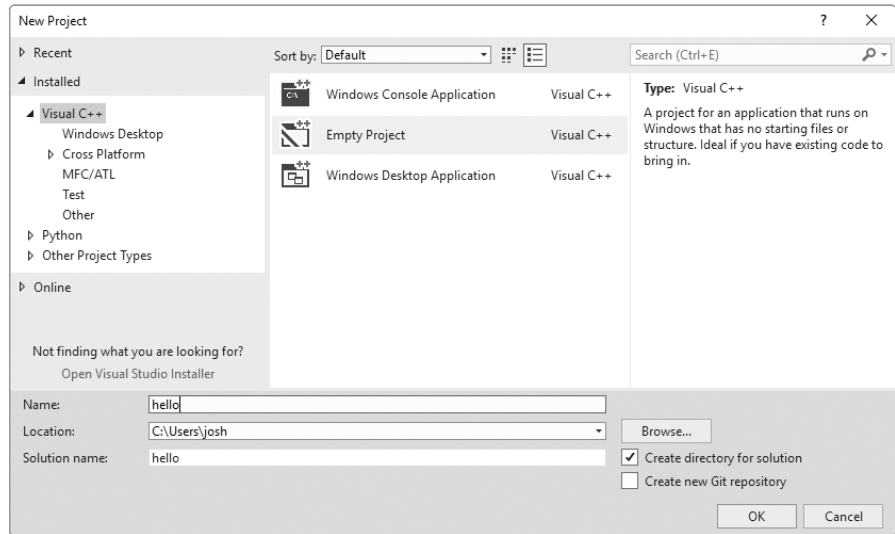 New Project
?
Recent
Installed
Visual C++
Windows Desktop
Cross Platform
MFC/ATL
Test
Other
Python
Other Project Types
Online
Not finding what you are looking for?
Open Visual Studio Installer
Sort by: Default
Windows Console Application Visual C++
Empty Project Visual C++
Windows Desktop Application Visual C++
Search (Ctrl+E)
Type: Visual C++
A project for an application that runs on
Windows that has no starting files or
structure. Ideal if you have existing code to
bring in.
Name: hello
Location: C:\Users\josh Browse...
Solution name: hello
Create directory for solution
Create new Git repository
OK Cancel